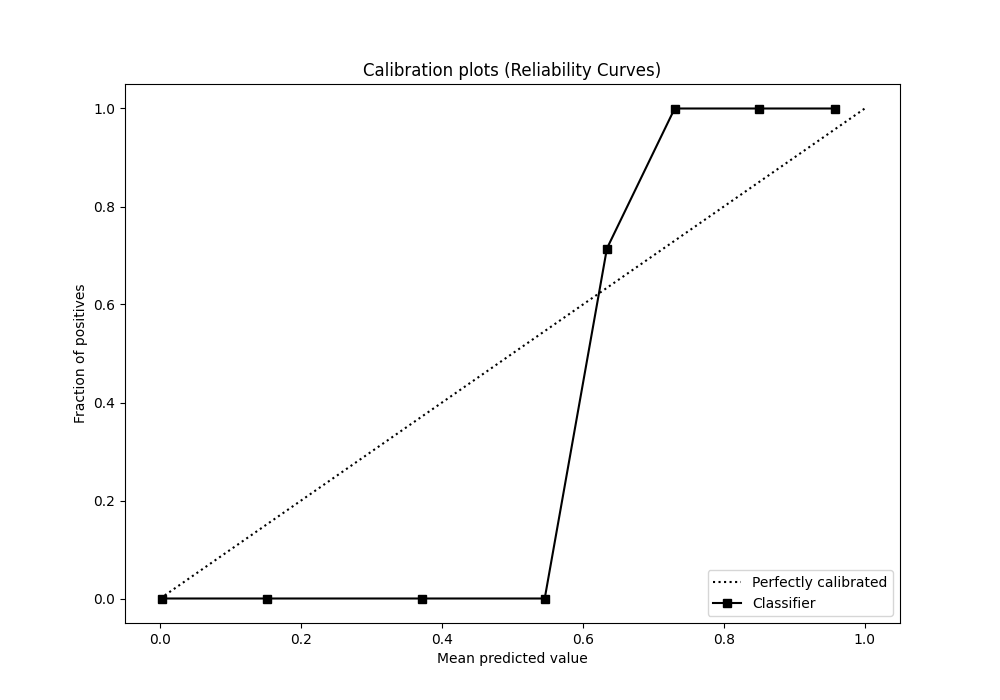 Calibration plots (Reliability Curves)
1.0
0.8
0.6
0.4
0.2
0.0
Fraction of positives
0.0 0.2 0.4 0.6 0.8 1.0
Mean predicted value
Perfectly calibrated
Classifier